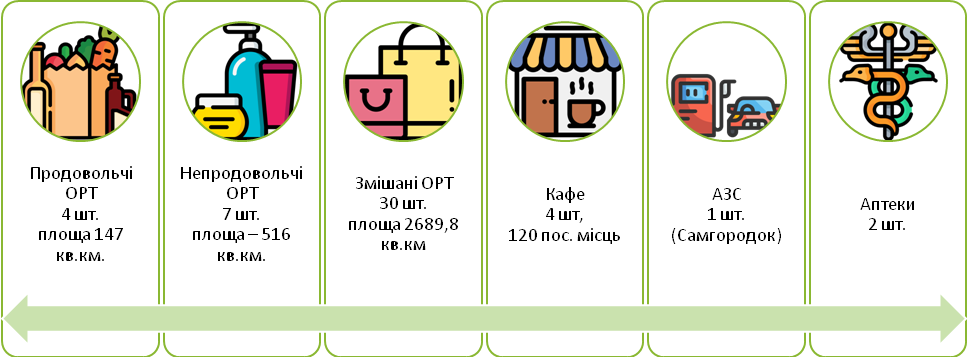 Продовольчі
ОРТ
4 шт.
площа 147
кв.км.
Непродовольчі
ОРТ
7 шт.
площа – 516
кв.км.
Змішані ОРТ
30 шт.
площа 2689,8
кв.км
Кафе
4 шт,
120 пос. місць
АЗС
1 шт.
(Самгородок)
Аптеки
2 шт.